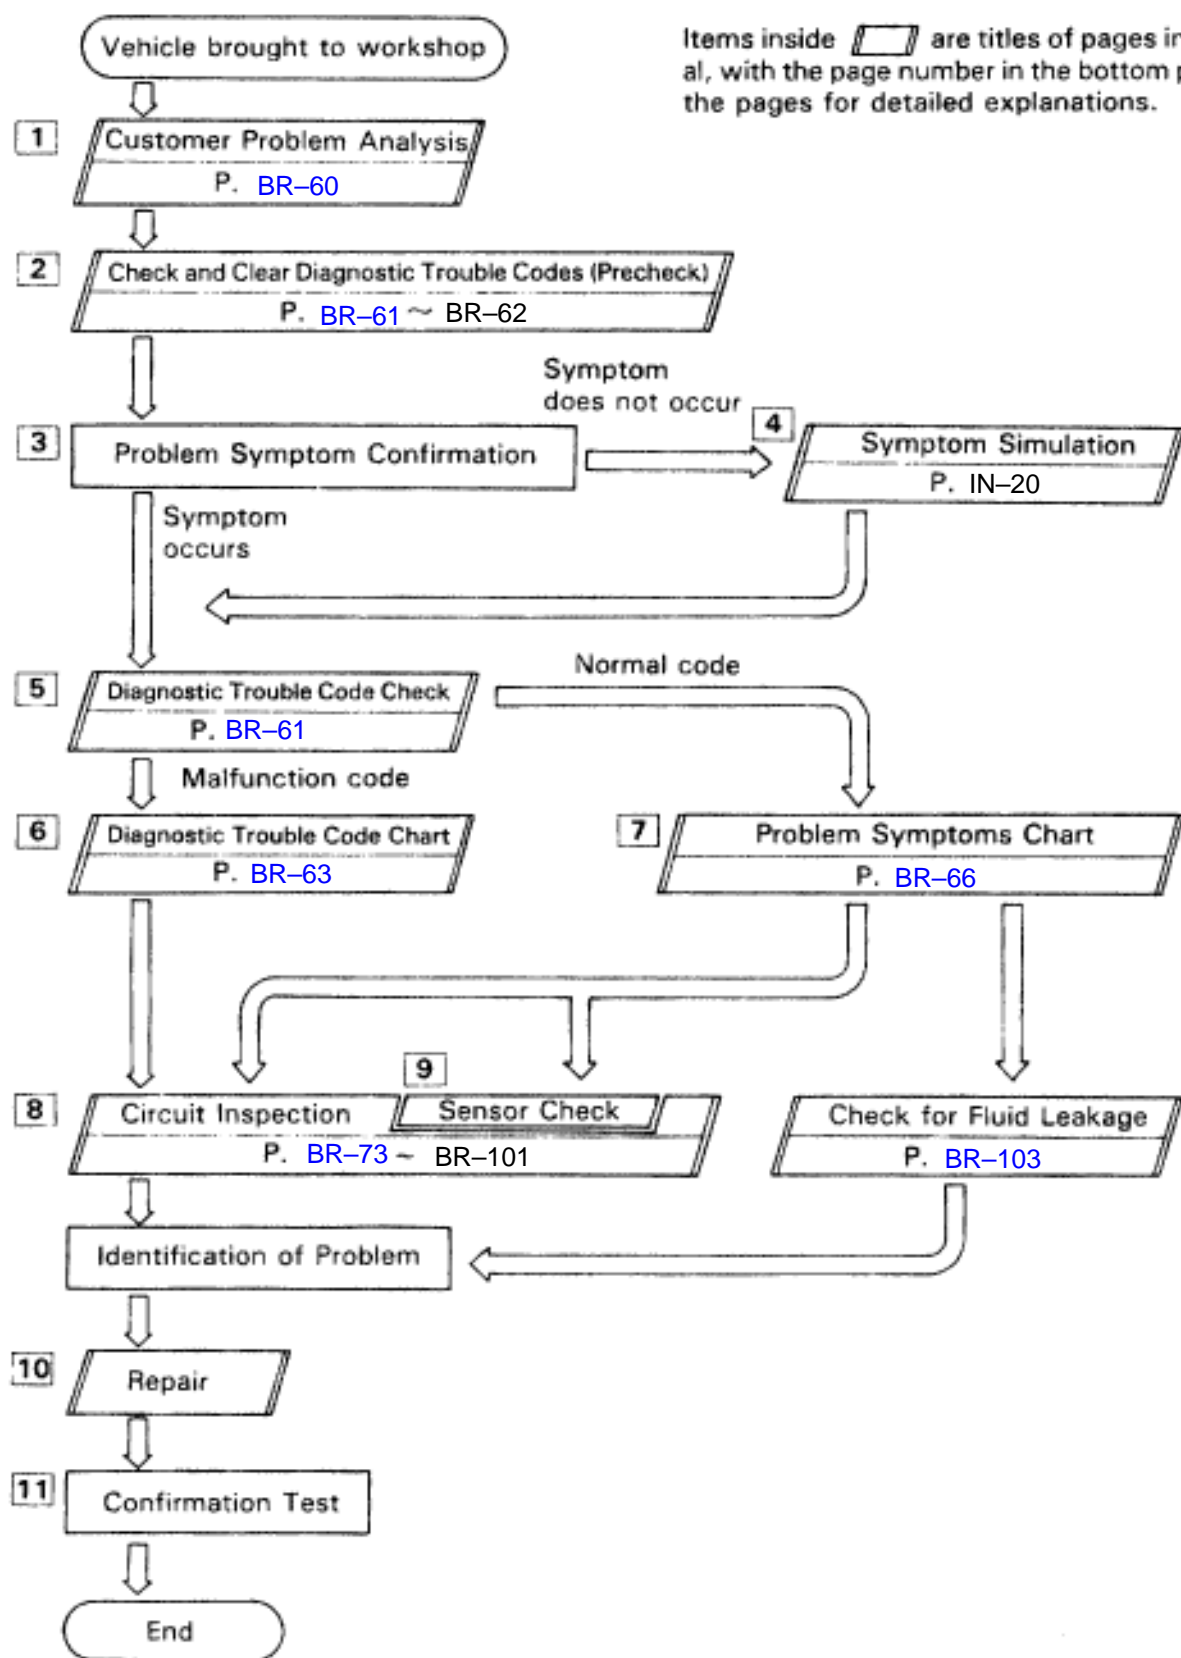 Vehicle brought to workshop
Items inside are titles of pages in
al, with the page number in the bottom p
the pages for detailed explanations.
1
Customer Problem Analysis
P. BR–60
2
Check and Clear Diagnostic Trouble Codes (Precheck)
P. BR–61 ~ BR–62
Symptom
does not occur
3
Problem Symptom Confirmation
4
Symptom Simulation
P. IN–20
Symptom
occurs
5
Diagnostic Trouble Code Check
P. BR–61
Normal code
Malfunction code
6
Diagnostic Trouble Code Chart
P. BR–63
7
Problem Symptoms Chart
P. BR–66
8
Circuit Inspection
9
Sensor Check
P. BR–73 ~ BR–101
Check for Fluid Leakage
P. BR–103
Identification of Problem
10
Repair
11
Confirmation Test
End